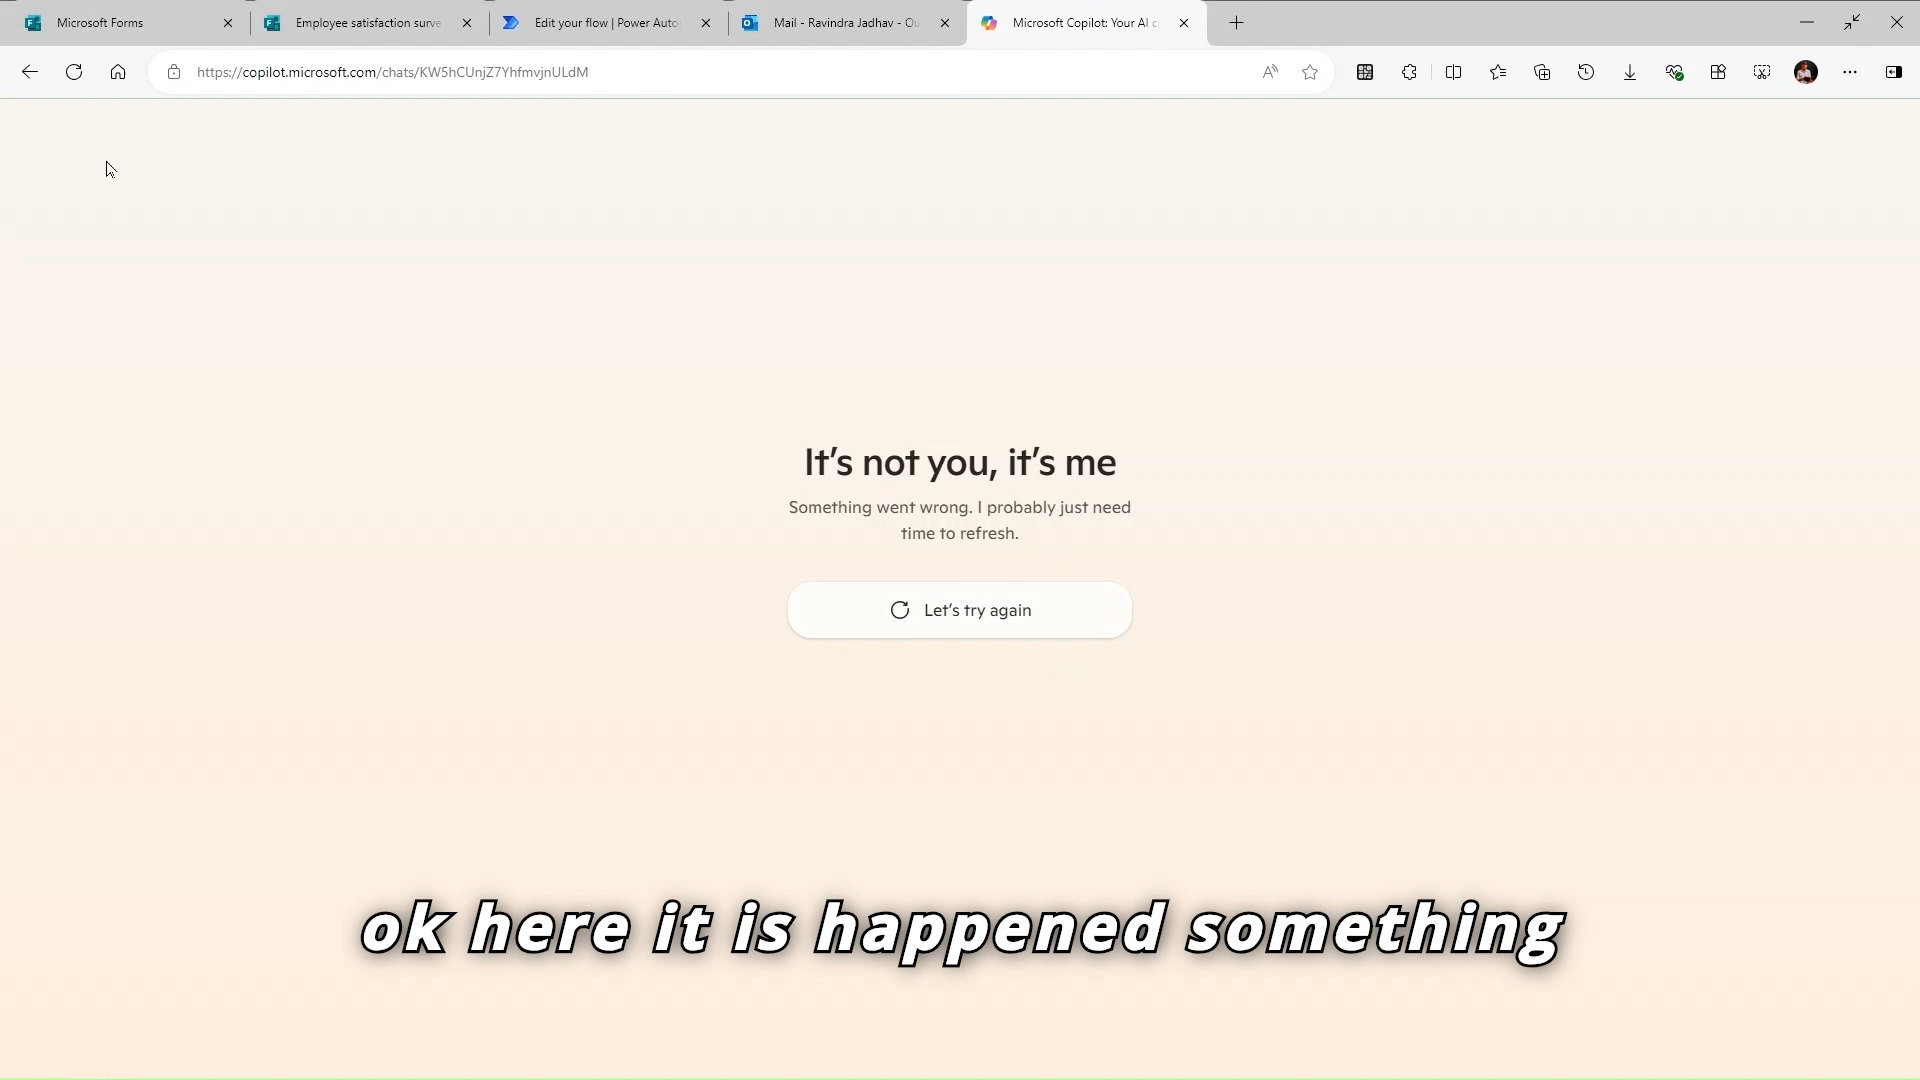 Microsoft Forms
Employee satisfaction surve
Edit your flow | Power Auto
Mail - Ravindra Jadhav - Ou
Microsoft Copilot: Your AI c
https://copilot.microsoft.com/chats/KW5hCUnjZ7YhfmvjnULdM
It's not you, it's me
Something went wrong. I probably just need
time to refresh.
Let's try again
ok here it is happened something